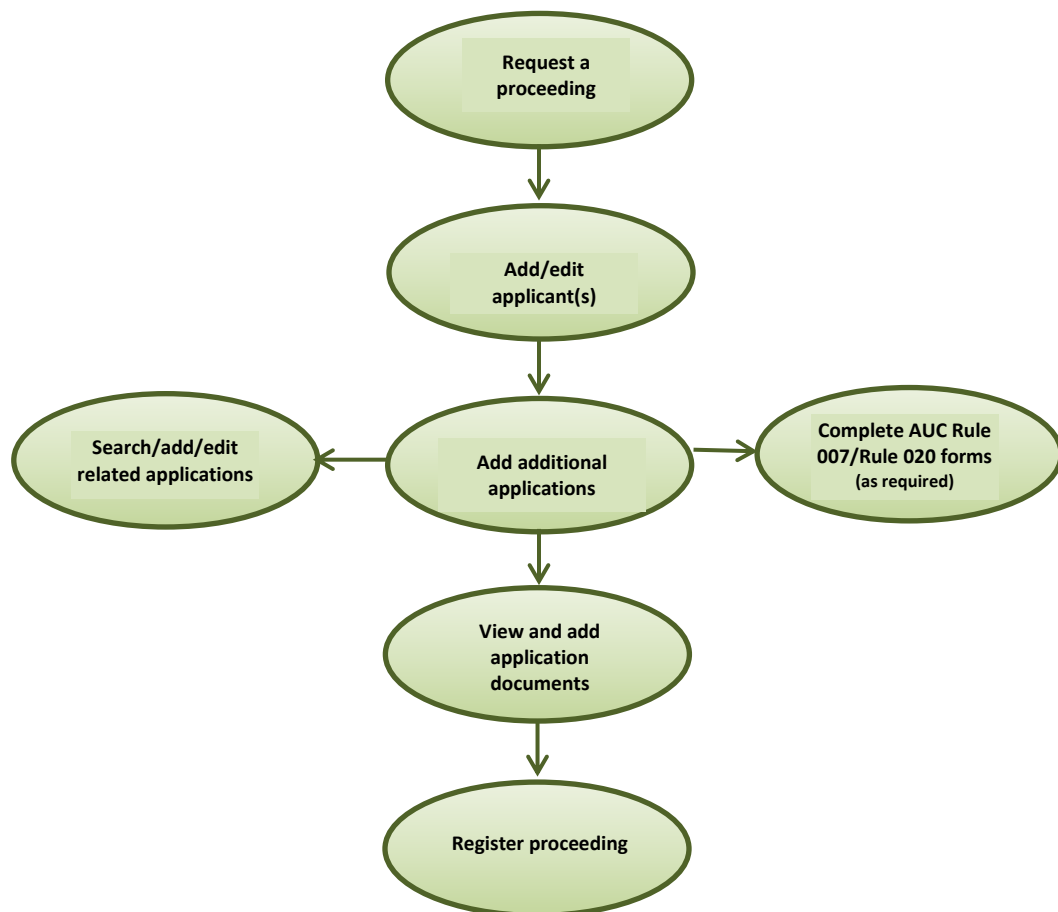 Request a
proceeding
Add/edit
applicant(s)
Search/add/edit
related applications
Add additional
applications
Complete AUC Rule
007/Rule 020 forms
(as required)
View and add
application
documents
Register proceeding